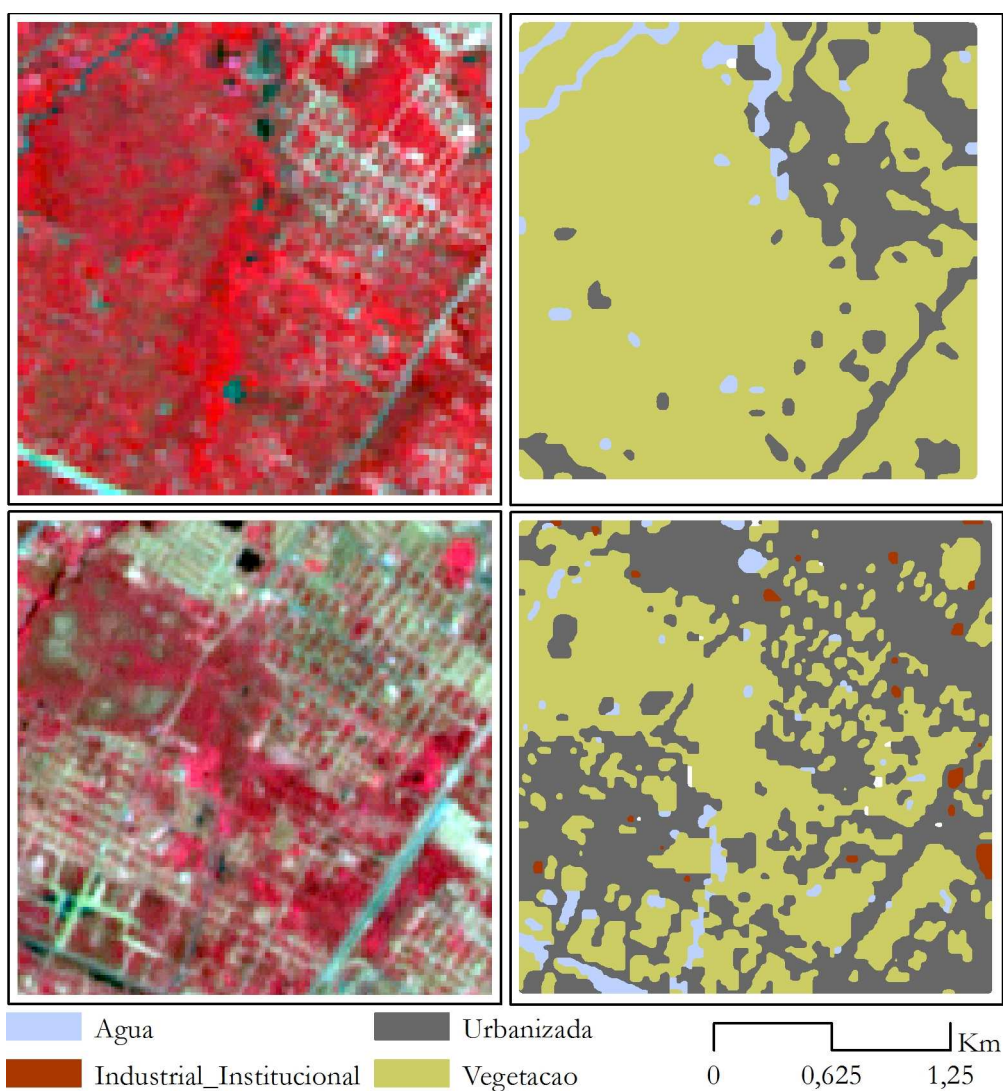 Agua
Urbanizada
Km
Industrial_Institucional
Vegetacao
0
0,625
1,25